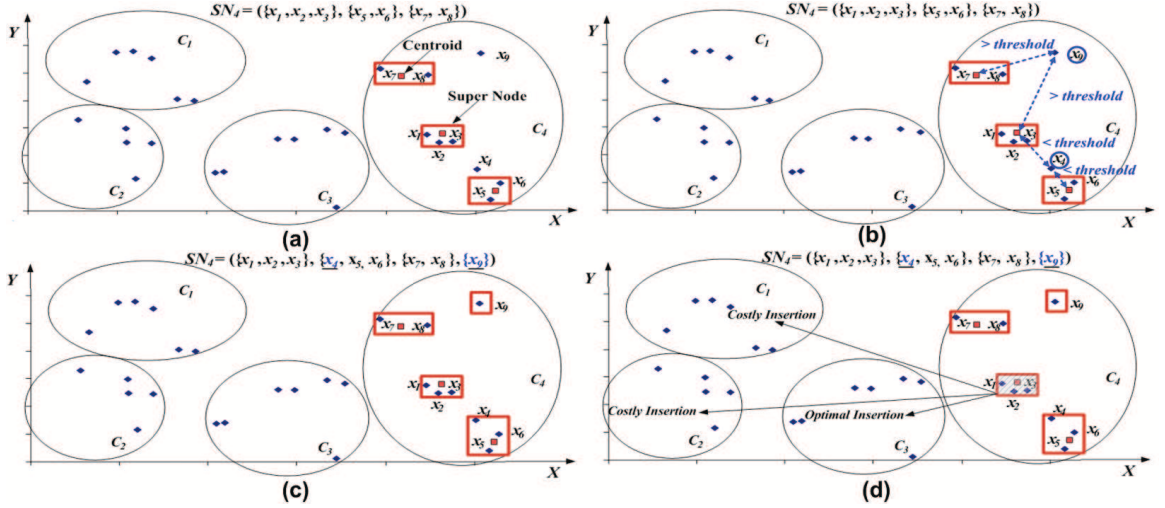 SN4 = ({x1, x2, x3}, {x5, x6}, {x7, x8})
Y
C1
Centroid
x9
x7
x8
Super Node
x1
x3
C4
x2
x4
C2
x5
x6
C3
X
(a)
SN4 = ({x1, x2, x3}, {x5, x6}, {x7, x8})
Y
C1
> threshold
x9
x7
x8
> threshold
x1
x3
C4
x2
< threshold
x4
< threshold
C2
x5
x6
C3
X
(b)
SN4 = ({x1, x2, x3}, {x4, x5, x6}, {x7, x8},{x9})
Y
C1
x9
x7
x8
x1
x3
C4
x2
x4
C2
x5
x6
C3
X
(c)
SN4 = ({x1, x2, x3}, {x4, x5, x6}, {x7, x8},{x9})
Y
C1
Costly Insertion
x9
x7
x8
x1
x3
C4
x2
Costly Insertion
Optimal Insertion
x4
C2
x5
x6
C3
X
(d)